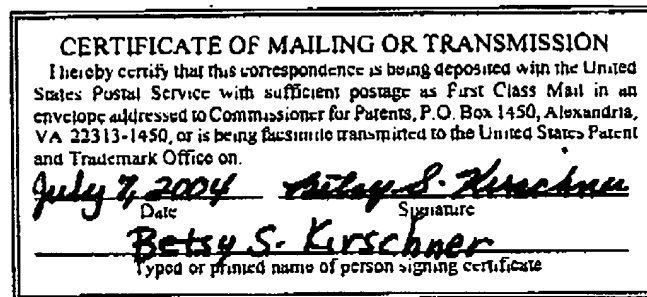 CERTIFICATE OF MAILING OR TRANSMISSION
I hereby certify that this correspondence is being deposited with the United
States Postal Service with sufficient postage as First Class Mail in an
envelope addressed to Commissioner for Patents, P.O. Box 1450, Alexandria,
VA 22313-1450, or is being facsimile transmitted to the United States Patent
and Trademark Office on.
July 7, 2004 Betsy S. Kirschner
Date Signature
Betsy S. Kirschner
Typed or printed name of person signing certificate